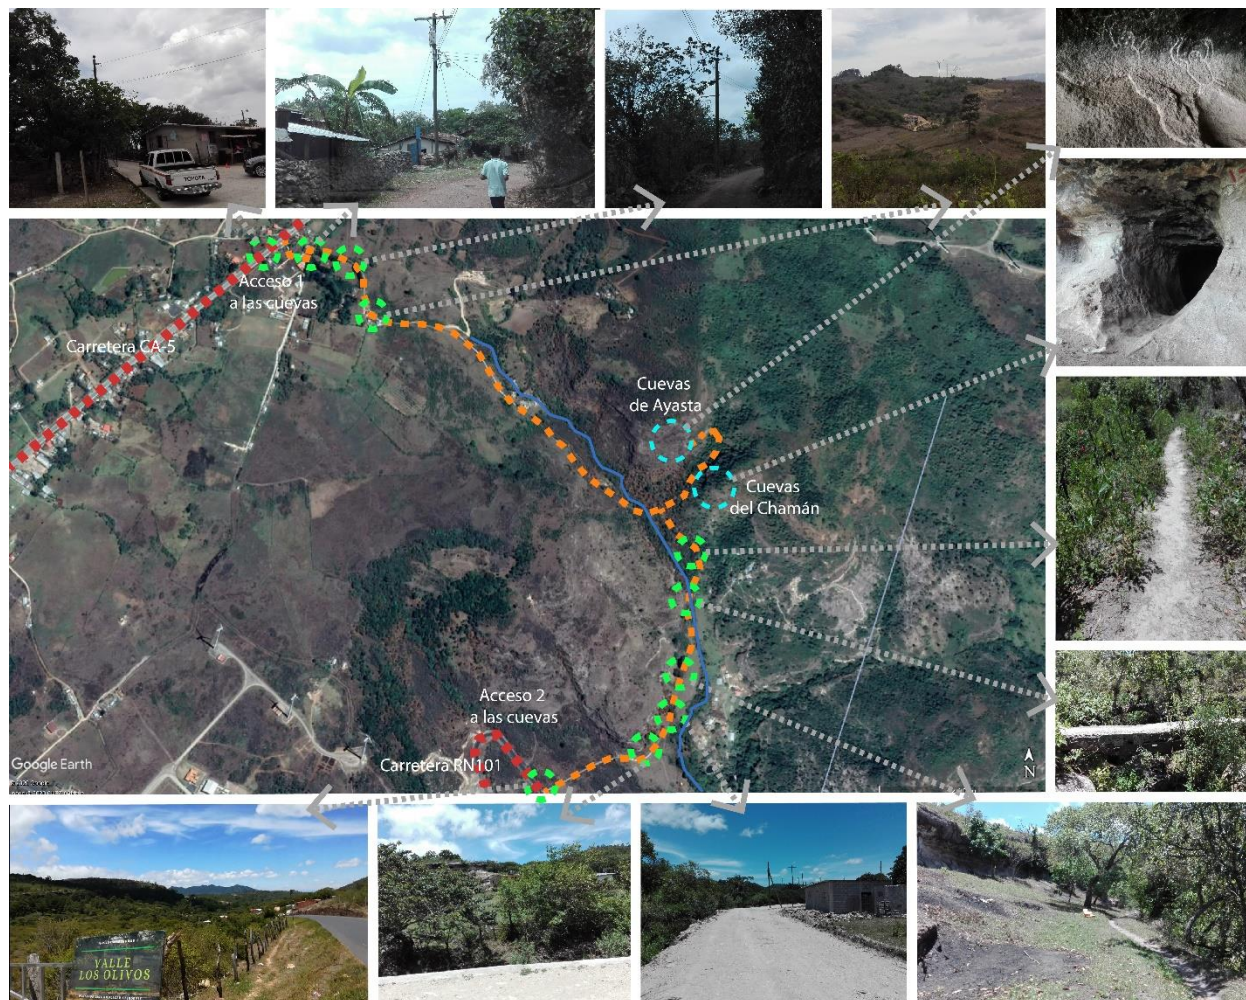 TOYOTA
Acceso 1
a las cuevas
Carretera CA-5
Cuevas
de Ayasta
Cuevas
del Chamán
Acceso 2
a las cuevas
Carretera RN101
Google Earth
N
VALLE
LOS OLIVOS